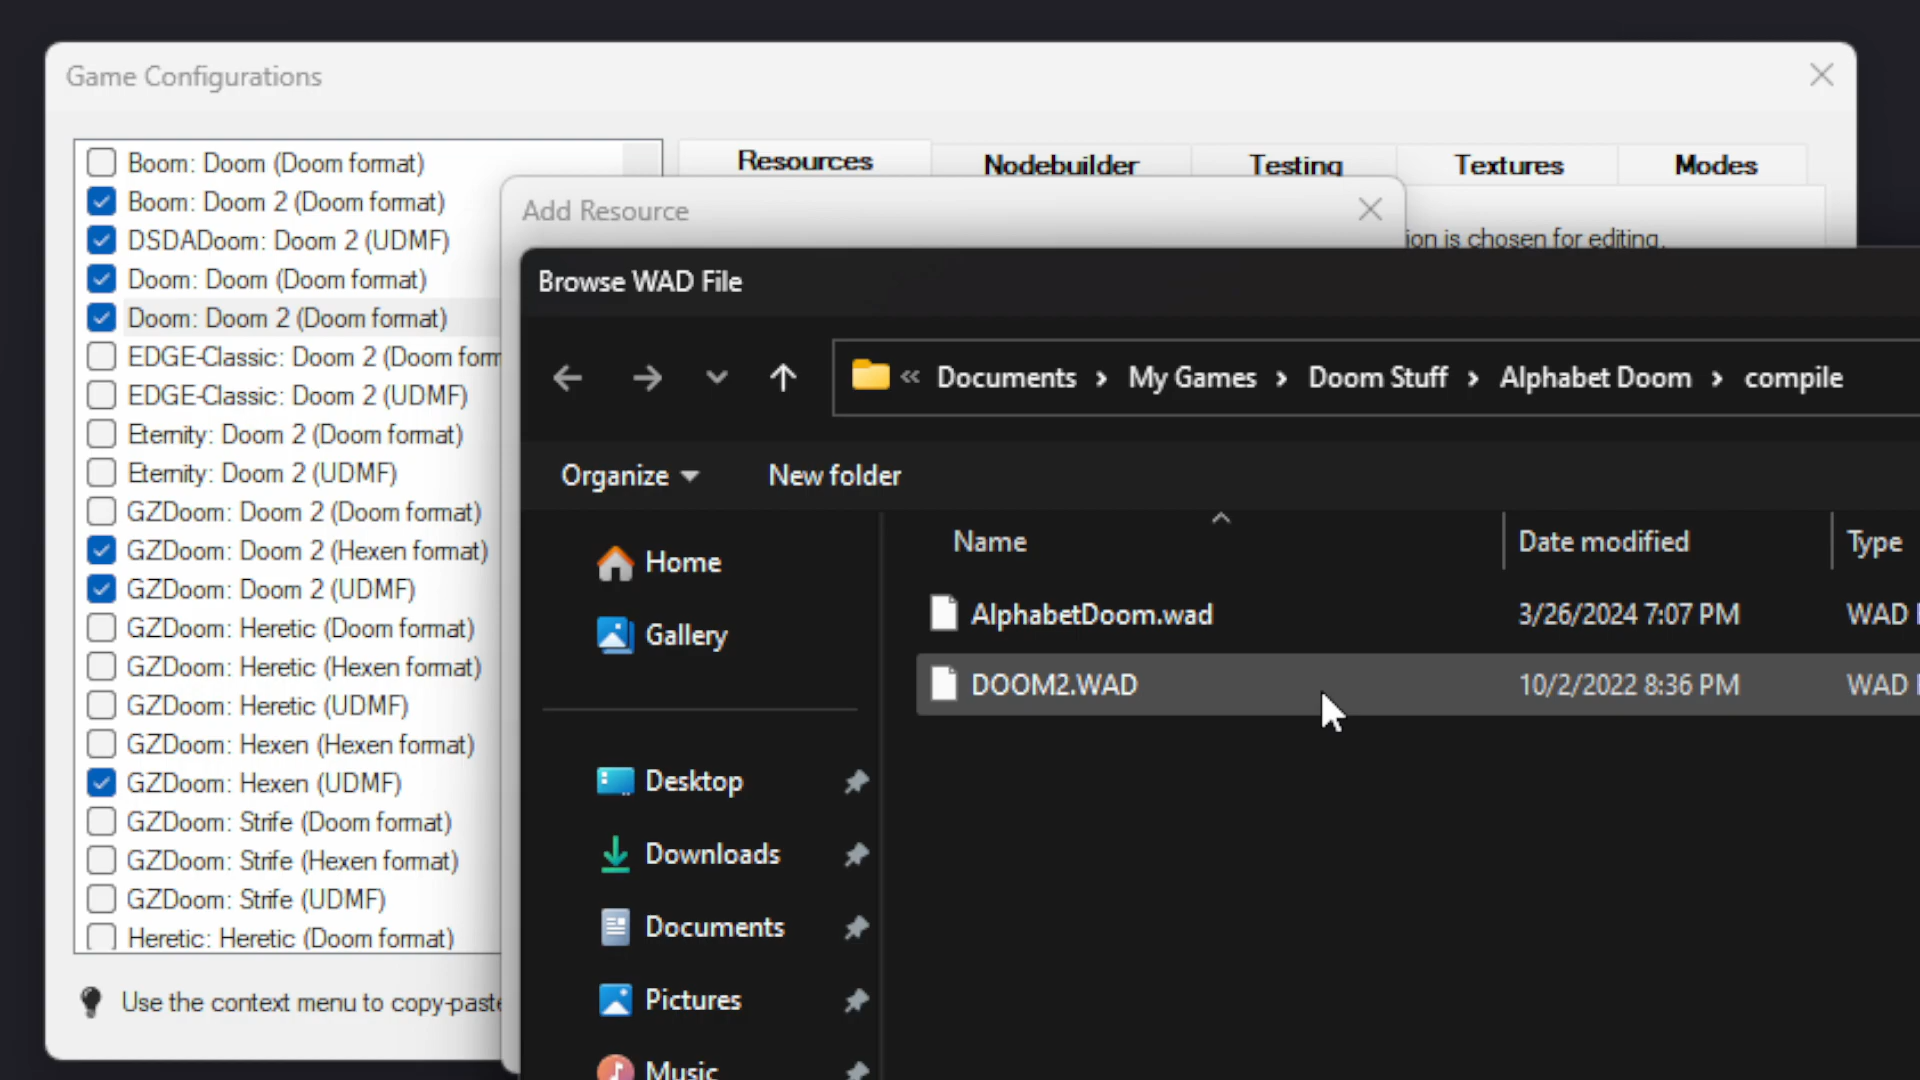 Game Configurations
Boom: Doom (Doom format)
Boom: Doom 2 (Doom format)
DSDADoom: Doom 2 (UDMF)
Doom: Doom (Doom format)
Doom: Doom 2 (Doom format)
EDGE-Classic: Doom 2 (Doom form
EDGE-Classic: Doom 2 (UDMF)
Eternity: Doom 2 (Doom format)
Eternity: Doom 2 (UDMF)
GZDoom: Doom 2 (Doom format)
GZDoom: Doom 2 (Hexen format)
GZDoom: Doom 2 (UDMF)
GZDoom: Heretic (Doom format)
GZDoom: Heretic (Hexen format)
GZDoom: Heretic (UDMF)
GZDoom: Hexen (Hexen format)
GZDoom: Hexen (UDMF)
GZDoom: Strife (Doom format)
GZDoom: Strife (Hexen format)
GZDoom: Strife (UDMF)
Heretic: Heretic (Doom format)
Use the context menu to copy-paste
Resources Nodebuilder Testing Textures Modes
ion is chosen for editing.
Add Resource
Browse WAD File
« Documents > My Games > Doom Stuff > Alphabet Doom > compile
Organize New folder
Home
Gallery
Desktop
Downloads
Documents
Pictures
Music
Name Date modified Type
AlphabetDoom.wad 3/26/2024 7:07 PM WAD
DOOM2.WAD 10/2/2022 8:36 PM WAD